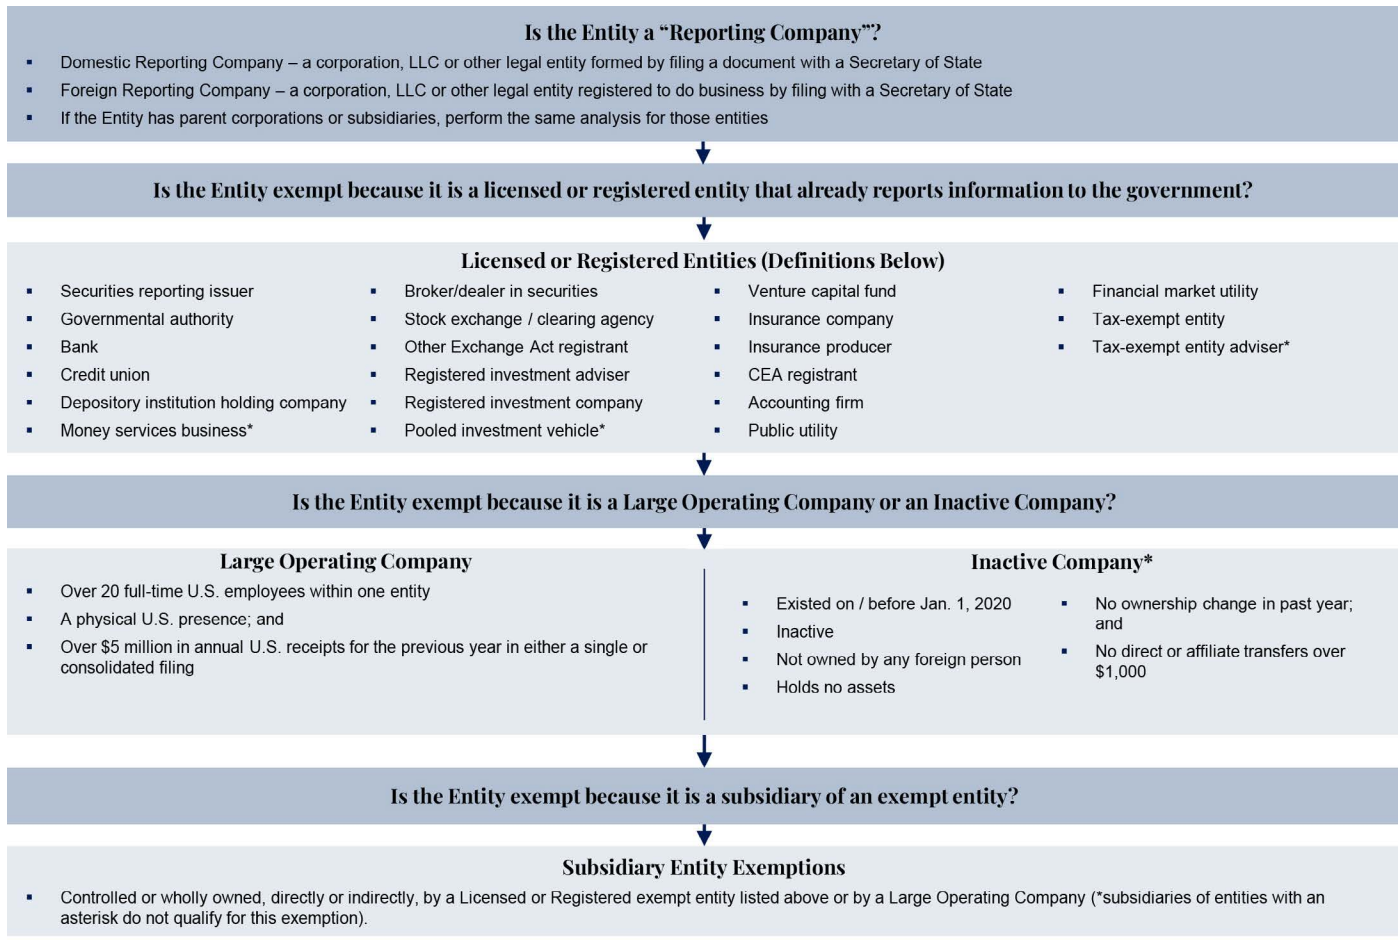 Is the Entity a “Reporting Company”?
▪ Domestic Reporting Company – a corporation, LLC or other legal entity formed by filing a document with a Secretary of State
▪ Foreign Reporting Company – a corporation, LLC or other legal entity registered to do business by filing with a Secretary of State
▪ If the Entity has parent corporations or subsidiaries, perform the same analysis for those entities
Is the Entity exempt because it is a licensed or registered entity that already reports information to the government?
Licensed or Registered Entities (Definitions Below)
▪ Securities reporting issuer
▪ Governmental authority
▪ Bank
▪ Credit union
▪ Depository institution holding company
▪ Money services business*
▪ Broker/dealer in securities
▪ Stock exchange / clearing agency
▪ Other Exchange Act registrant
▪ Registered investment adviser
▪ Registered investment company
▪ Pooled investment vehicle*
▪ Venture capital fund
▪ Insurance company
▪ Insurance producer
▪ CEA registrant
▪ Accounting firm
▪ Public utility
▪ Financial market utility
▪ Tax-exempt entity
▪ Tax-exempt entity adviser*
Is the Entity exempt because it is a Large Operating Company or an Inactive Company?
Large Operating Company
▪ Over 20 full-time U.S. employees within one entity
▪ A physical U.S. presence; and
▪ Over $5 million in annual U.S. receipts for the previous year in either a single or
consolidated filing
Inactive Company*
▪ Existed on / before Jan. 1, 2020
▪ Inactive
▪ Not owned by any foreign person
▪ Holds no assets
▪ No ownership change in past year;
and
▪ No direct or affiliate transfers over
$1,000
Is the Entity exempt because it is a subsidiary of an exempt entity?
Subsidiary Entity Exemptions
▪ Controlled or wholly owned, directly or indirectly, by a Licensed or Registered exempt entity listed above or by a Large Operating Company (*subsidiaries of entities with an
asterisk do not qualify for this exemption).